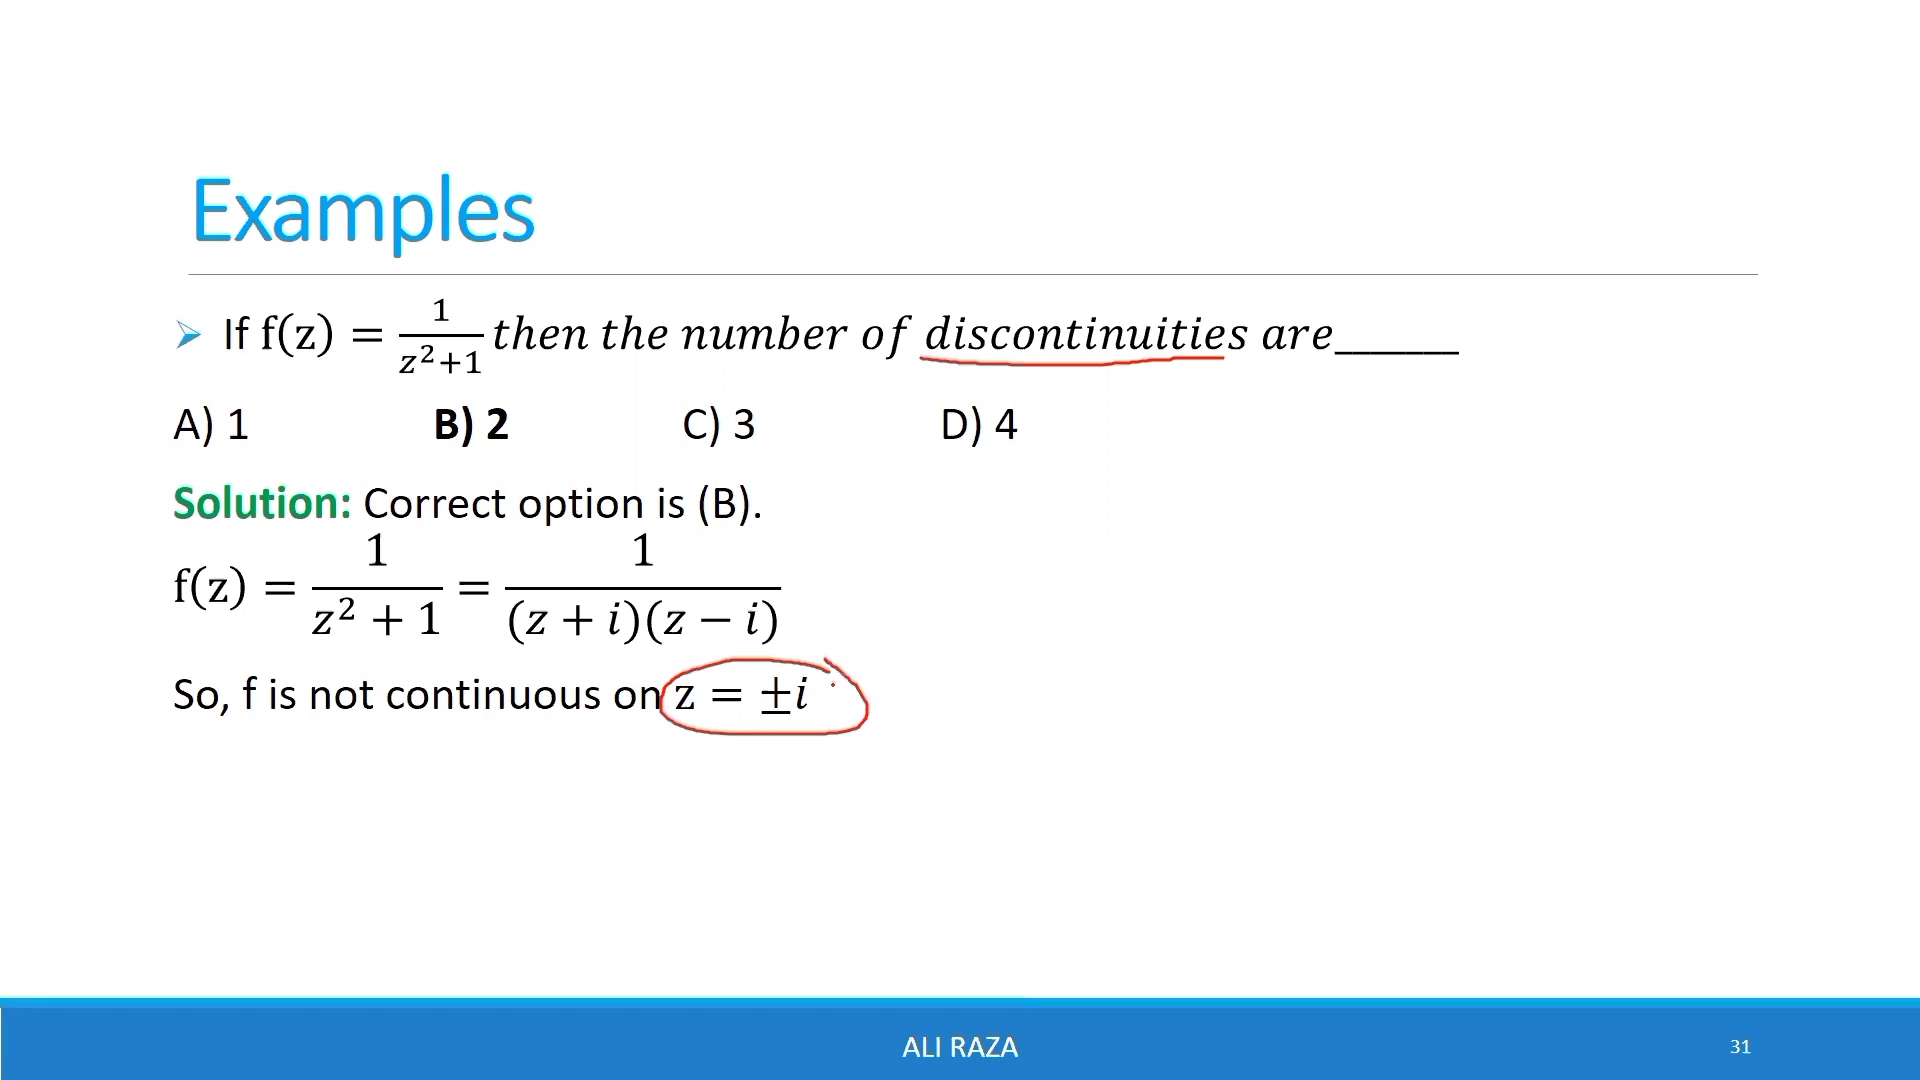 Examples
➢ If f(z) = 1/(z²+1) then the number of discontinuities are______
A) 1 B) 2 C) 3 D) 4
Solution: Correct option is (B).
f(z) = 1/(z² + 1) = 1/((z + i)(z − i))
So, f is not continuous on z = ±i
ALI RAZA 31